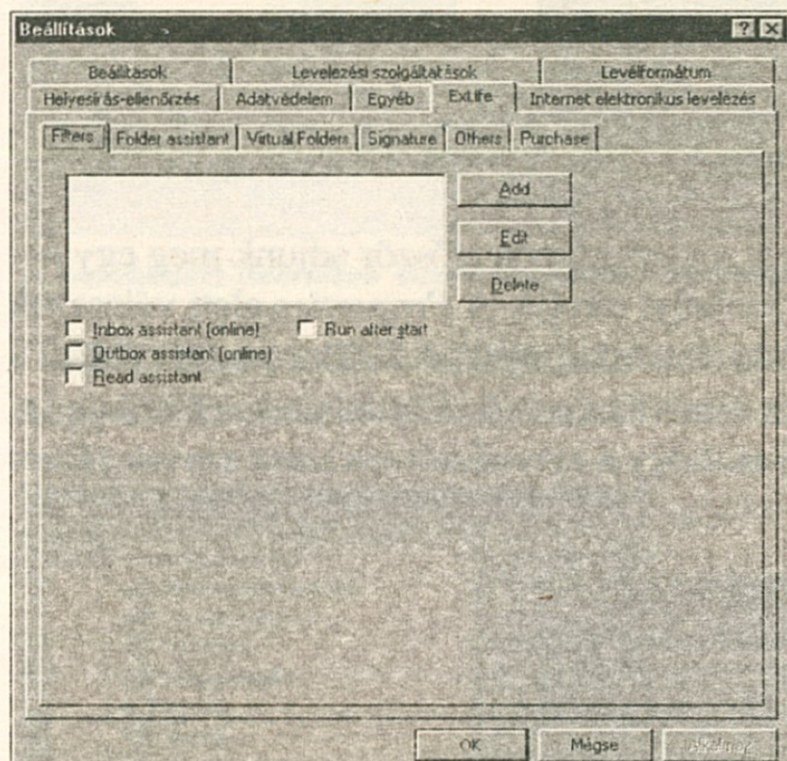 Beállítások
Beállítások Levelezési szolgáltatások Levélformátum
Helyesírás-ellenőrzés Adatvédelem Egyéb ExLife Internet elektronikus levelezés
Filters Folder assistant Virtual Folders Signature Others Purchase
Add
Edit
Delete
Inbox assistant (online) Run after start
Outbox assistant (online)
Read assistant
OK Mégse